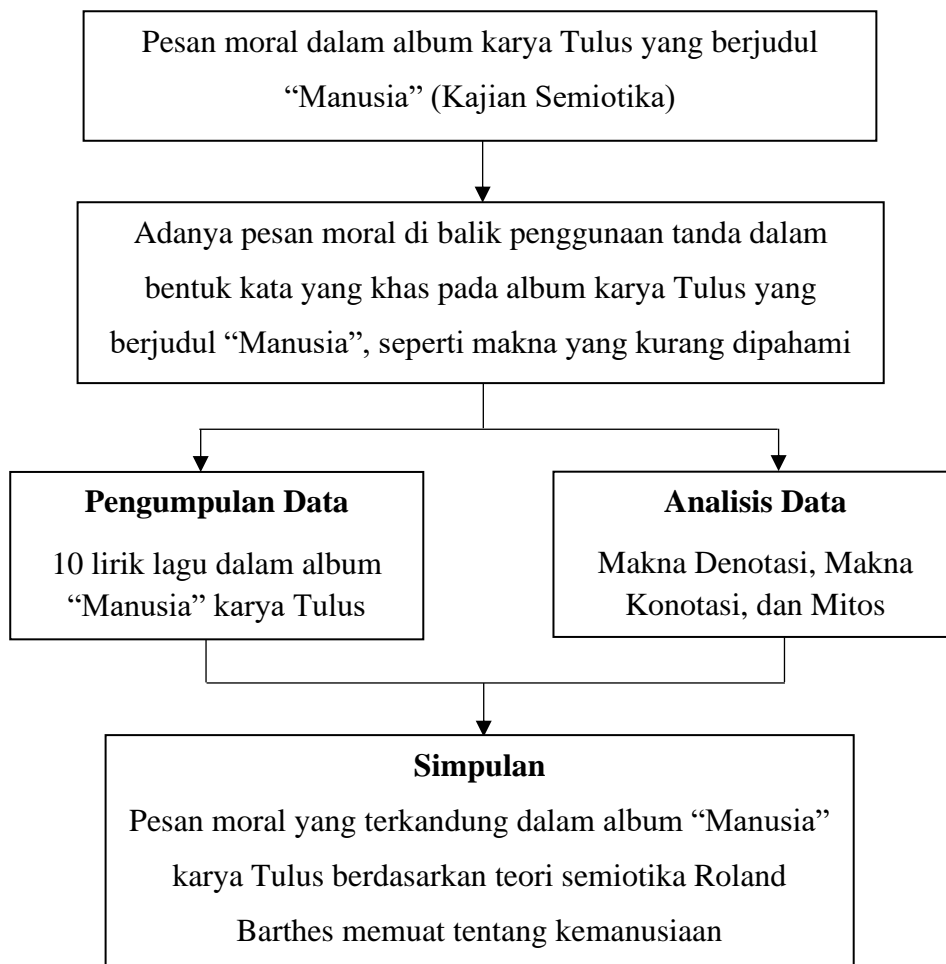 Pesan moral dalam album karya Tulus yang berjudul
“Manusia” (Kajian Semiotika)
Adanya pesan moral di balik penggunaan tanda dalam
bentuk kata yang khas pada album karya Tulus yang
berjudul “Manusia”, seperti makna yang kurang dipahami
Pengumpulan Data
10 lirik lagu dalam album
“Manusia” karya Tulus
Analisis Data
Makna Denotasi, Makna
Konotasi, dan Mitos
Simpulan
Pesan moral yang terkandung dalam album “Manusia”
karya Tulus berdasarkan teori semiotika Roland
Barthes memuat tentang kemanusiaan